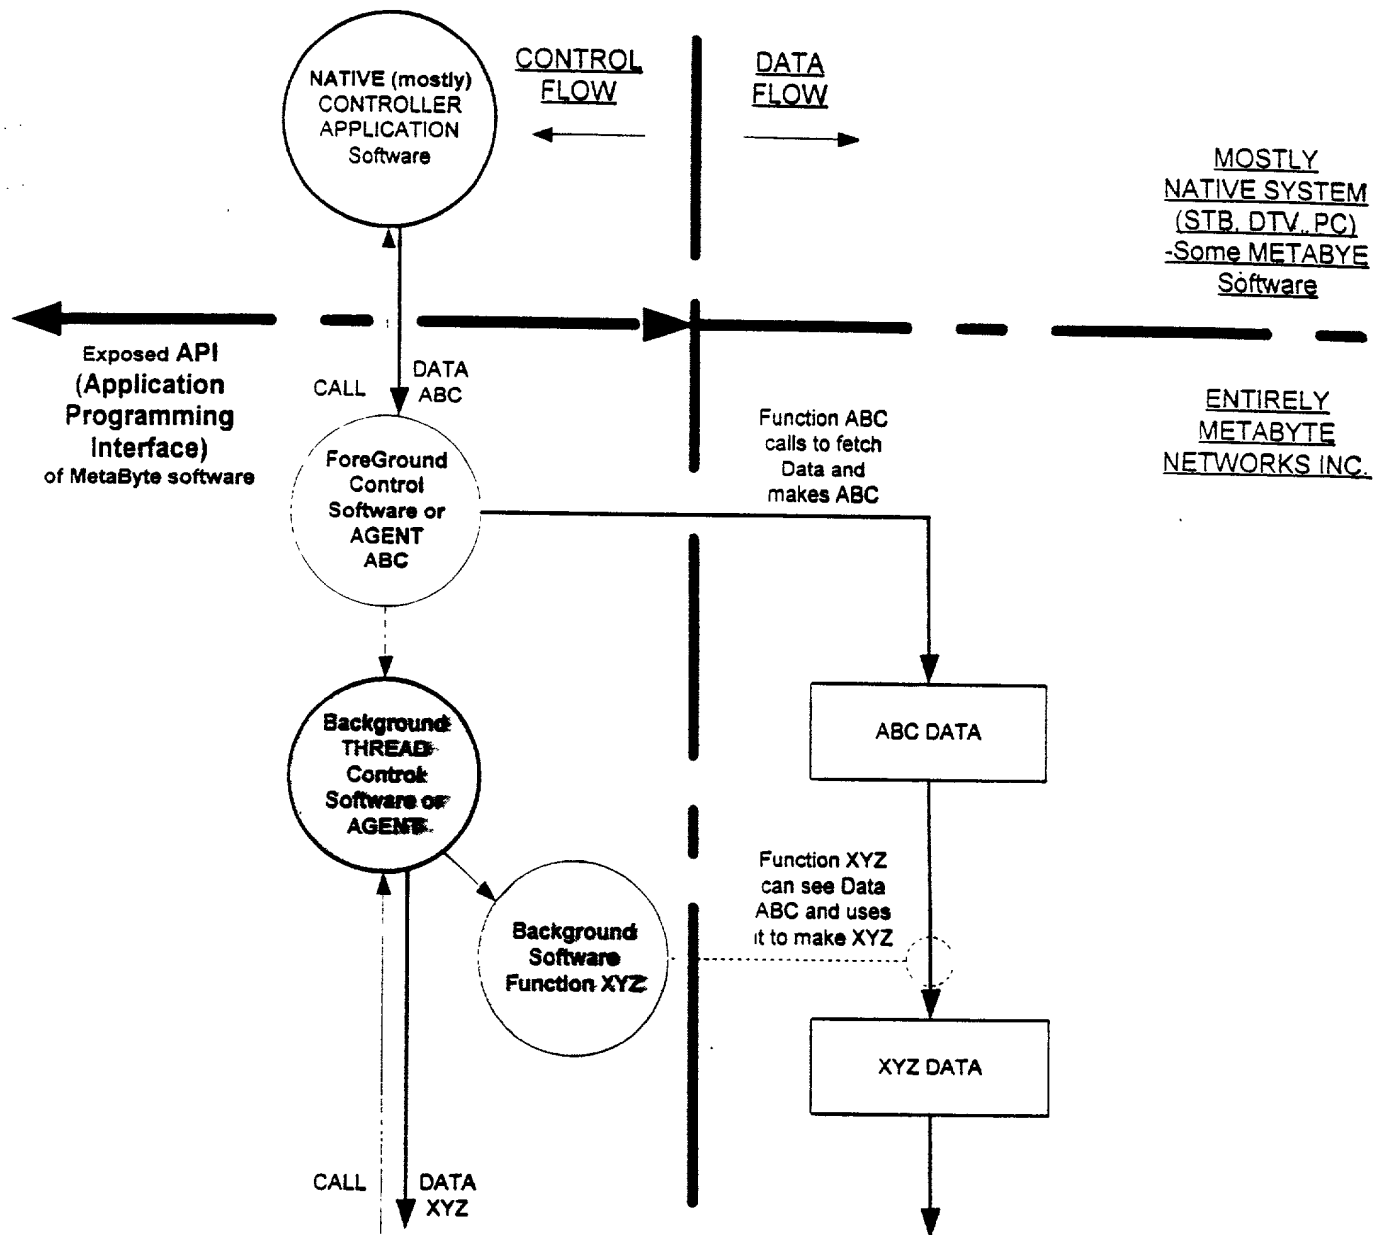 NATIVE (mostly)
CONTROLLER
APPLICATION
Software
CONTROL
FLOW
DATA
FLOW
MOSTLY
NATIVE SYSTEM
(STB, DTV,, PC)
-Some METABYE
Software
Exposed API
(Application
Programming
Interface)
of MetaByte software
CALL
DATA
ABC
ENTIRELY
METABYTE
NETWORKS INC.
Function ABC
calls to fetch
Data and
makes ABC
ForeGround
Control
Software or
AGENT
ABC
Background
THREAD
Control
Software or
AGENT
ABC DATA
Function XYZ
can see Data
ABC and uses
it to make XYZ
Background
Software
Function XYZ
XYZ DATA
CALL
DATA
XYZ